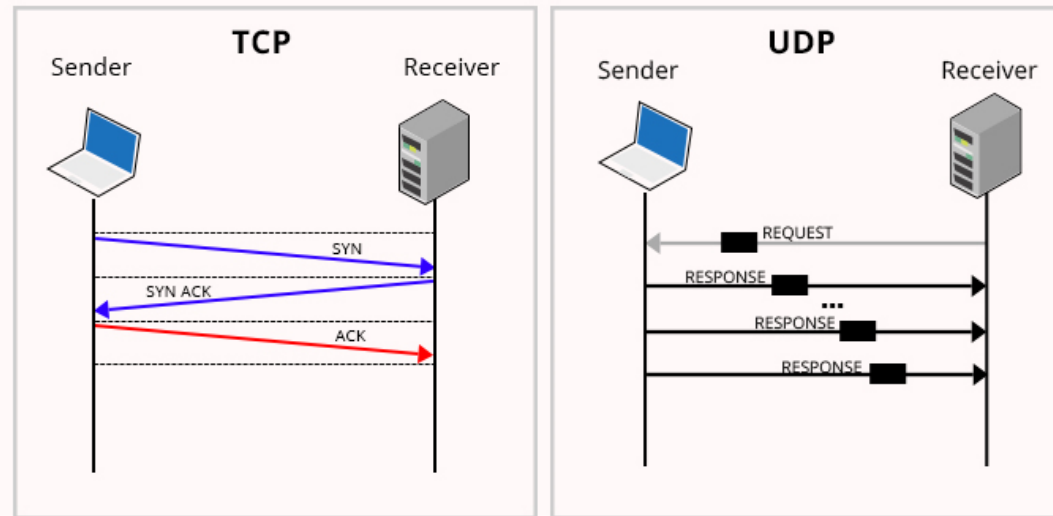 TCP
Sender
Receiver
SYN
SYN ACK
ACK
UDP
Sender
Receiver
REQUEST
RESPONSE
...
RESPONSE
RESPONSE